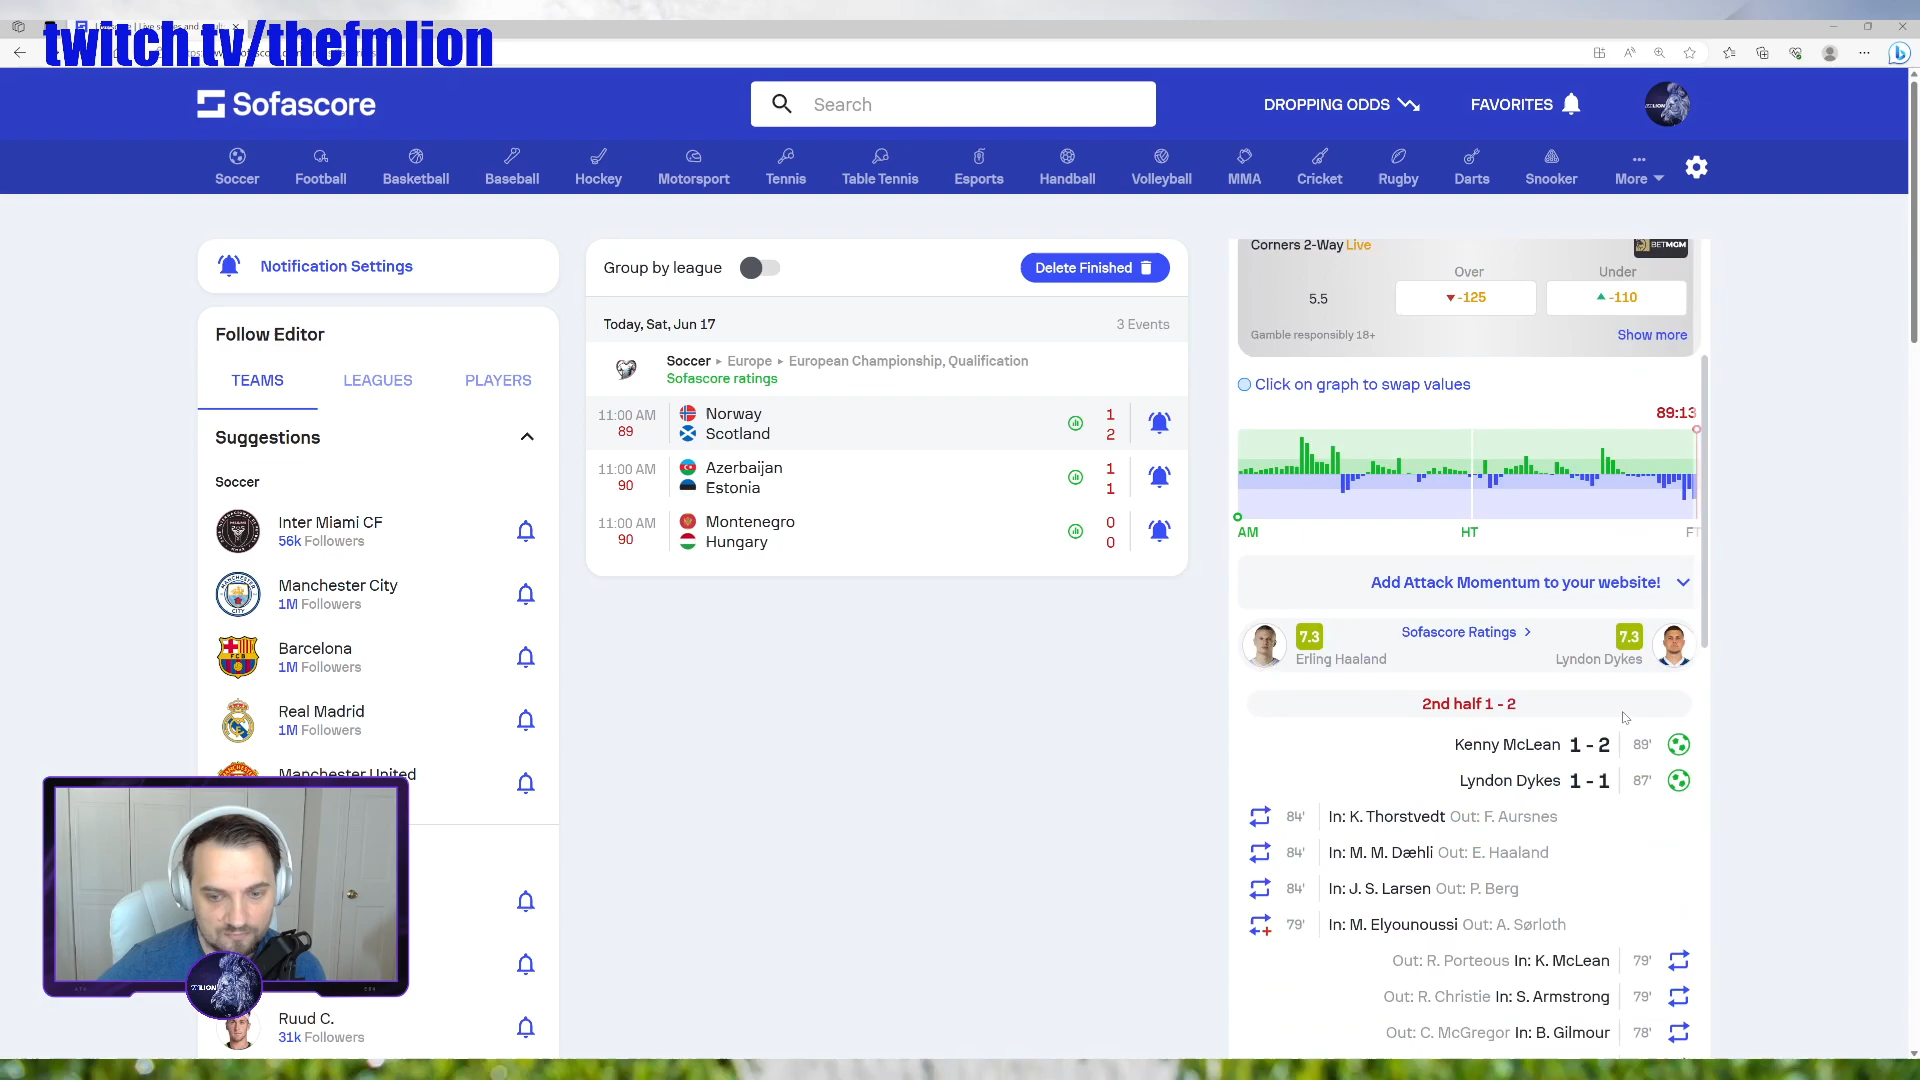 twitch.tv/thefmlion
Sofascore
Search
DROPPING ODDS
FAVORITES
Soccer
Football
Basketball
Baseball
Hockey
Motorsport
Tennis
Table Tennis
Esports
Handball
Volleyball
MMA
Cricket
Rugby
Darts
Snooker
More
Notification Settings
Follow Editor
TEAMS
LEAGUES
PLAYERS
Suggestions
Soccer
Inter Miami CF
56k Followers
Manchester City
1M Followers
Barcelona
1M Followers
Real Madrid
1M Followers
Manchester United
Ruud C.
31k Followers
Group by league
Delete Finished
Today, Sat, Jun 17
3 Events
Soccer Europe European Championship, Qualification
Sofascore ratings
11:00 AM Norway 1
89 Scotland 2
11:00 AM Azerbaijan 1
90 Estonia 1
11:00 AM Montenegro 0
90 Hungary 0
Corners 2-Way Live
BETMGM
Over Under
5.5 -125 -110
Gamble responsibly 18+
Show more
Click on graph to swap values
89:13
AM HT
Add Attack Momentum to your website!
7.3 Sofascore Ratings > 7.3
Erling Haaland Lyndon Dykes
2nd half 1 - 2
Kenny McLean 1 - 2 89'
Lyndon Dykes 1 - 1 87'
84' In: K. Thorstvedt Out: F. Aursnes
84' In: M. M. Dæhli Out: E. Haaland
84' In: J. S. Larsen Out: P. Berg
79' In: M. Elyounoussi Out: A. Sørloth
Out: R. Porteous In: K. McLean 79'
Out: R. Christie In: S. Armstrong 79'
Out: C. McGregor In: B. Gilmour 78'